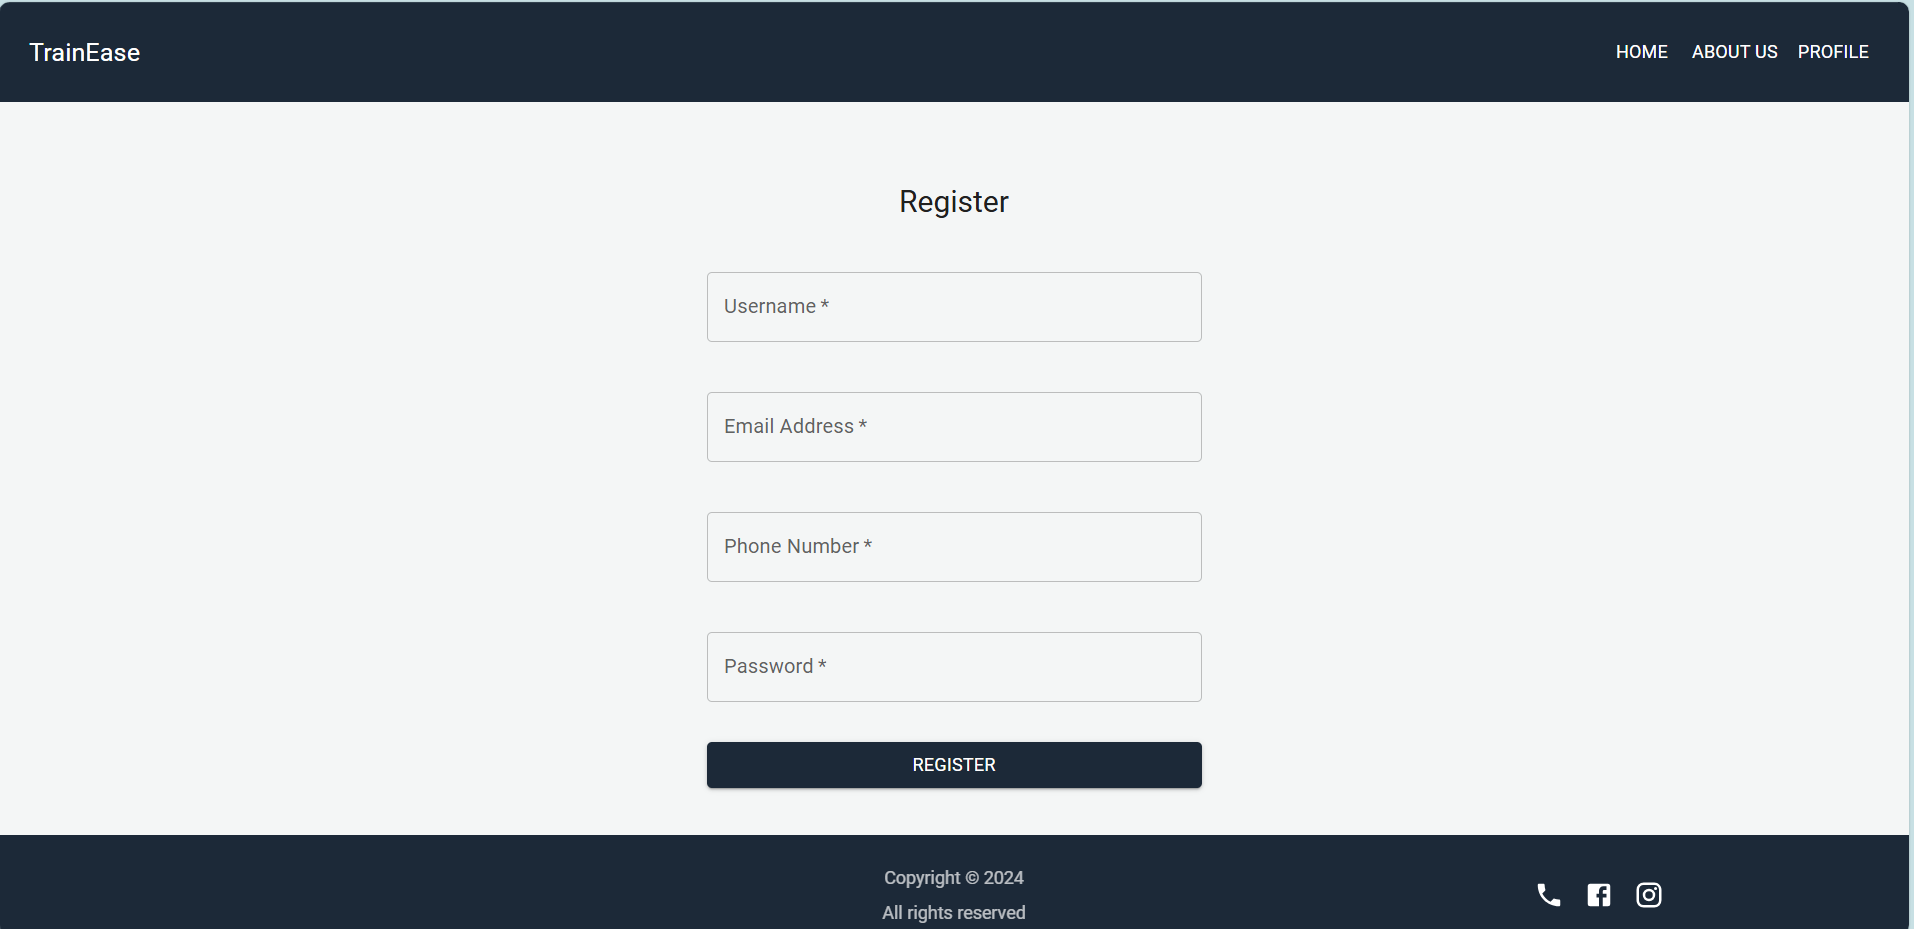 TrainEase
HOME ABOUT US PROFILE
Register
Username *
Email Address *
Phone Number *
Password *
REGISTER
Copyright © 2024
All rights reserved